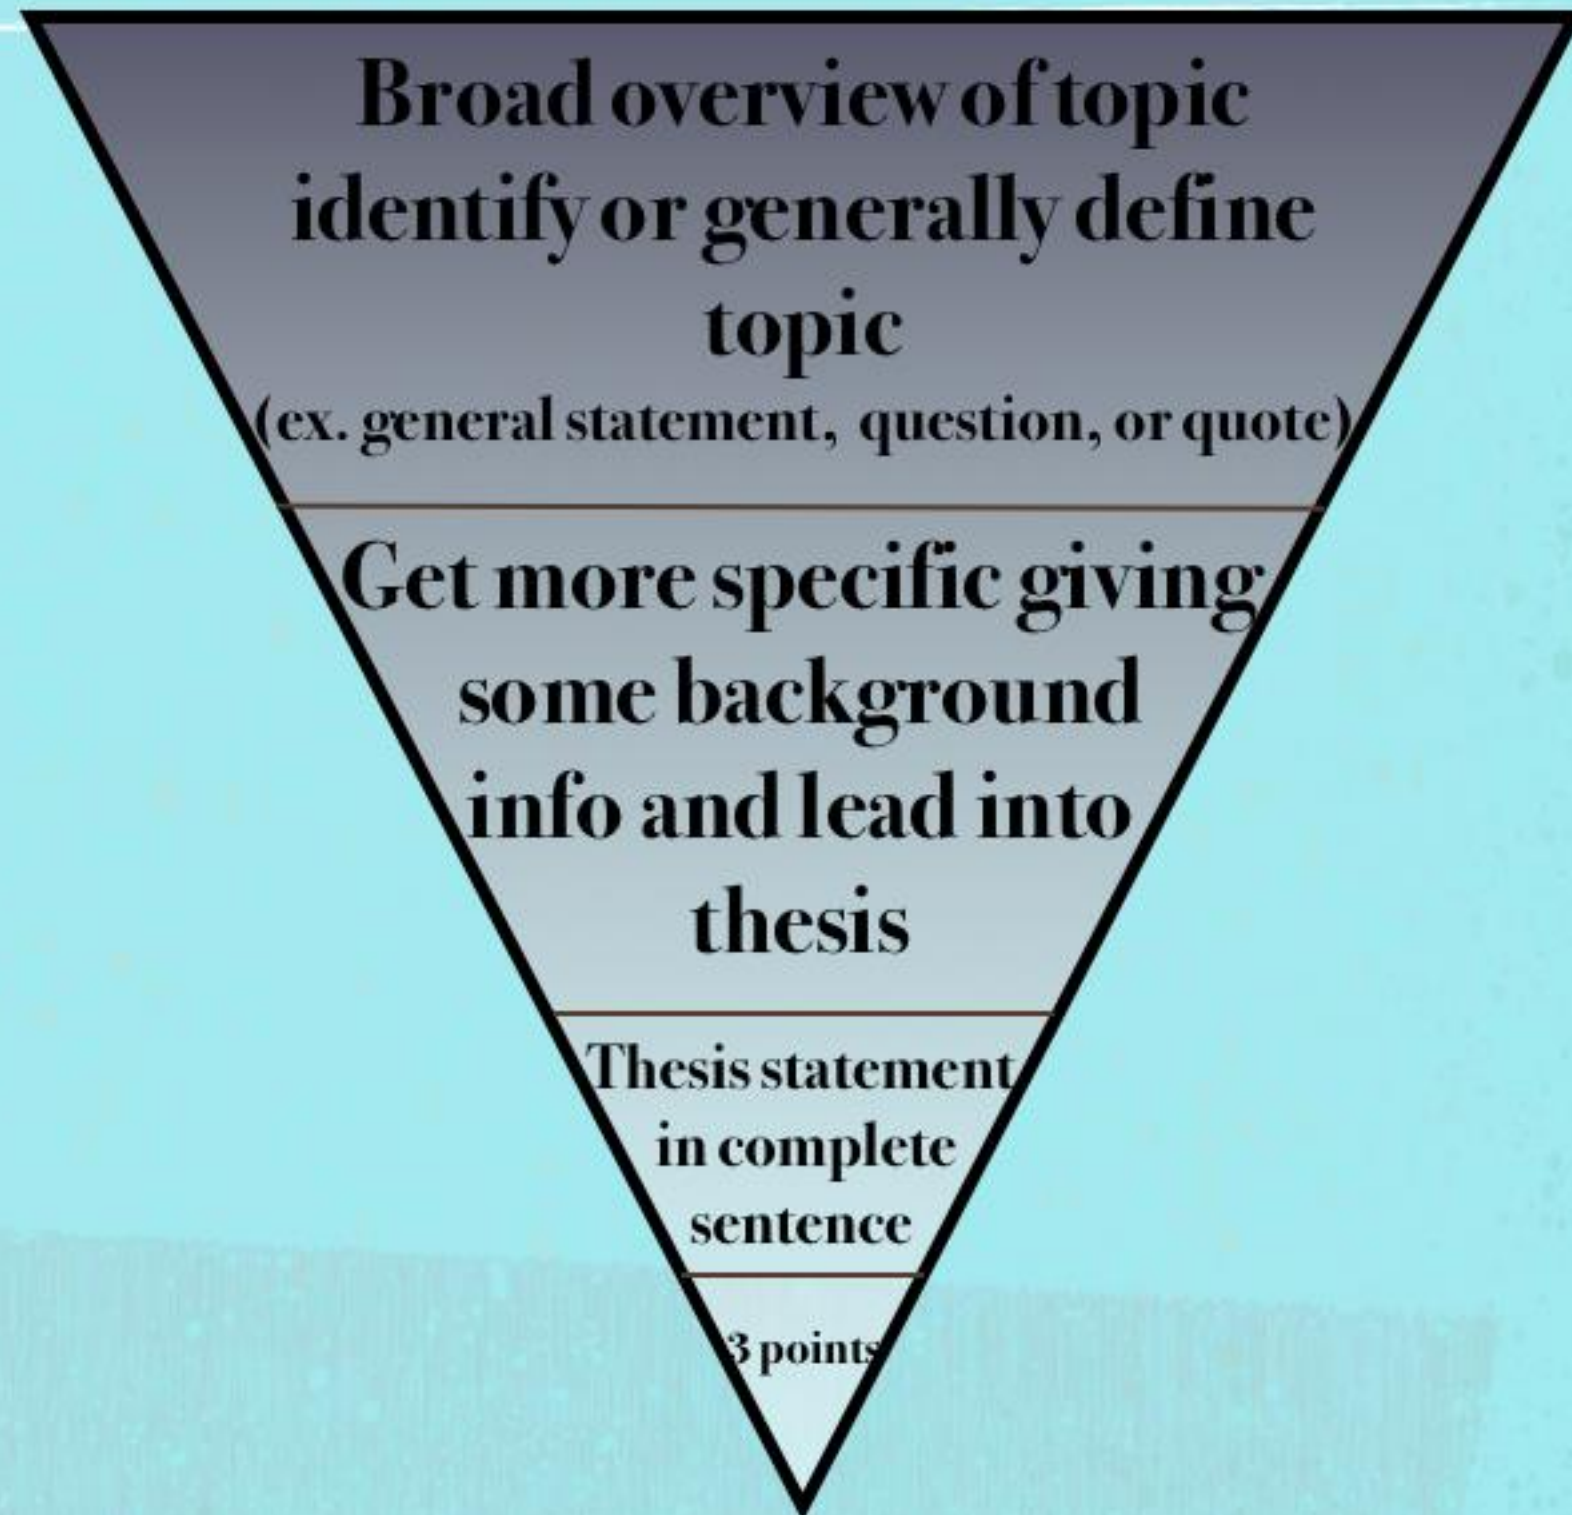 Broad overview of topic
identify or generally define
topic
(ex. general statement, question, or quote)
Get more specific giving
some background
info and lead into
thesis
Thesis statement
in complete
sentence
3 points